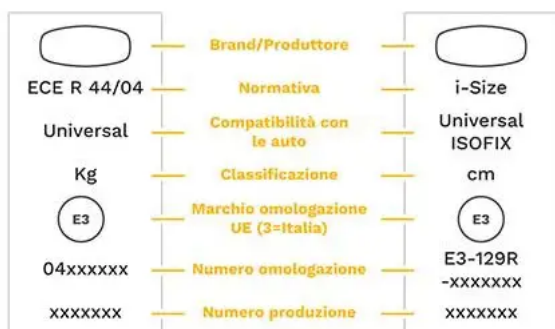 Brand/Produttore
ECE R 44/04 Normativa i-Size
Universal Compatibilità con le auto Universal ISOFIX
Kg Classificazione cm
E3 Marchio omologazione UE (3=Italia) E3
04xxxxxx Numero omologazione E3-129R -xxxxxxx
xxxxxxx Numero produzione xxxxxxx